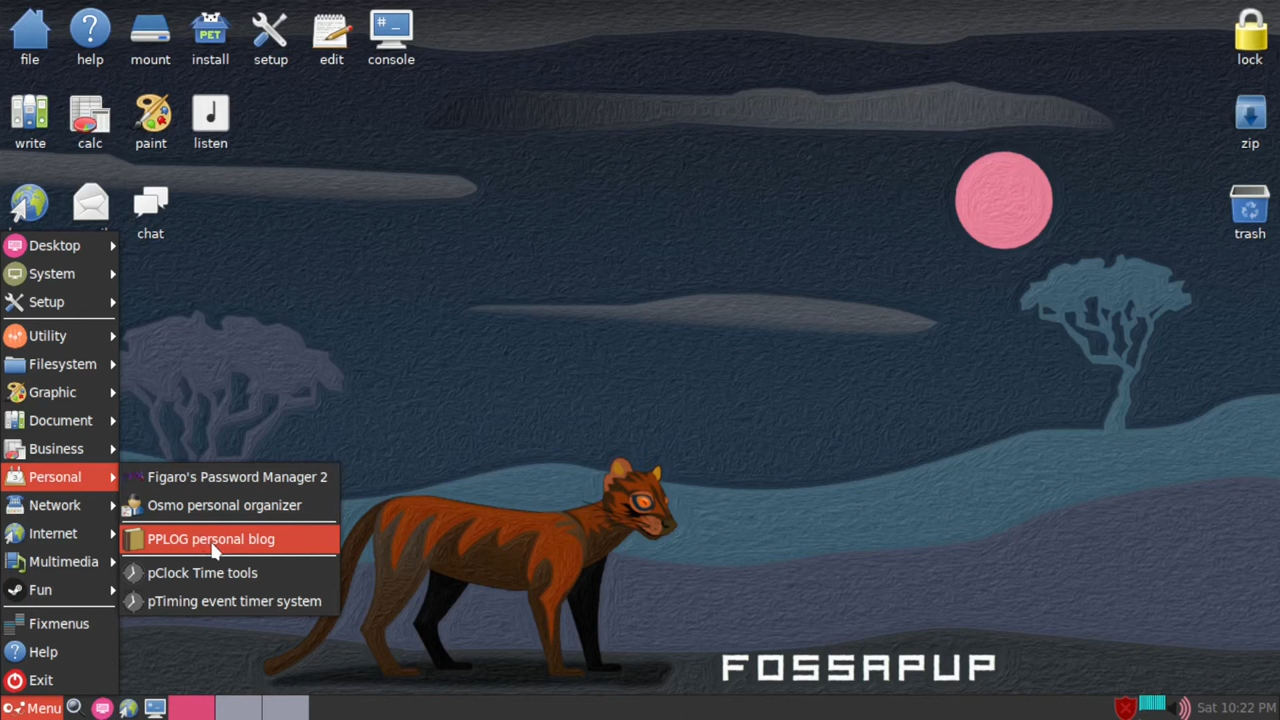 file
help
mount
PET
install
setup
edit
# _
console
lock
write
calc
paint
listen
zip
chat
trash
Desktop
System
Setup
Utility
Filesystem
Graphic
Document
Business
Personal
Figaro's Password Manager 2
Network
Osmo personal organizer
Internet
PPLOG personal blog
Multimedia
pClock Time tools
Fun
pTiming event timer system
Fixmenus
Help
Exit
FOSSAPUP
Menu
Sat 10:22 PM